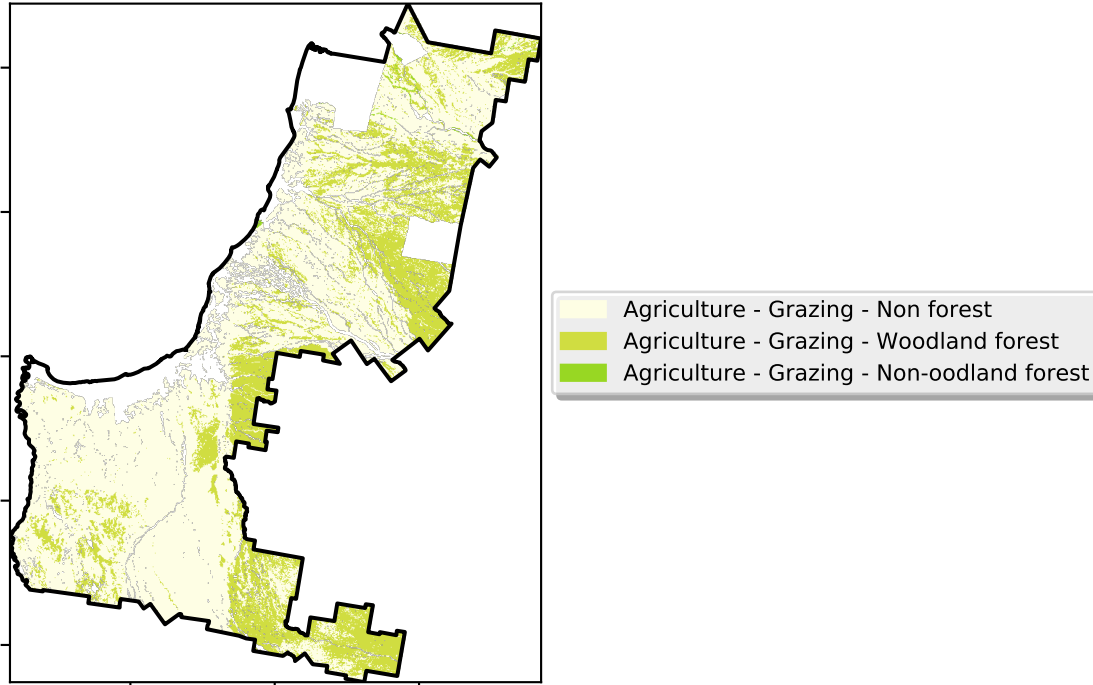 Agriculture - Grazing - Non forest
Agriculture - Grazing - Woodland forest
Agriculture - Grazing - Non-oodland forest